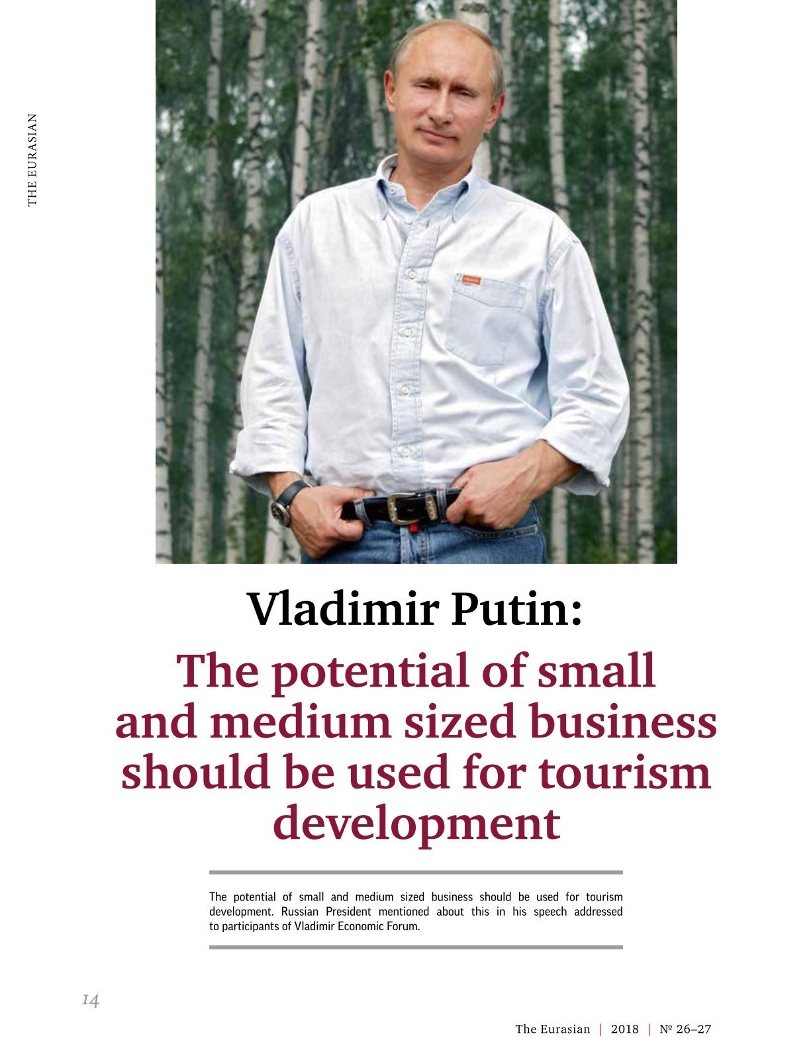 THE EURASIAN
Vladimir Putin:
The potential of small
and medium sized business
should be used for tourism
development
The potential of small and medium sized business should be used for tourism
development. Russian President mentioned about this in his speech addressed
to participants of Vladimir Economic Forum.
14
The Eurasian | 2018 | № 26–27